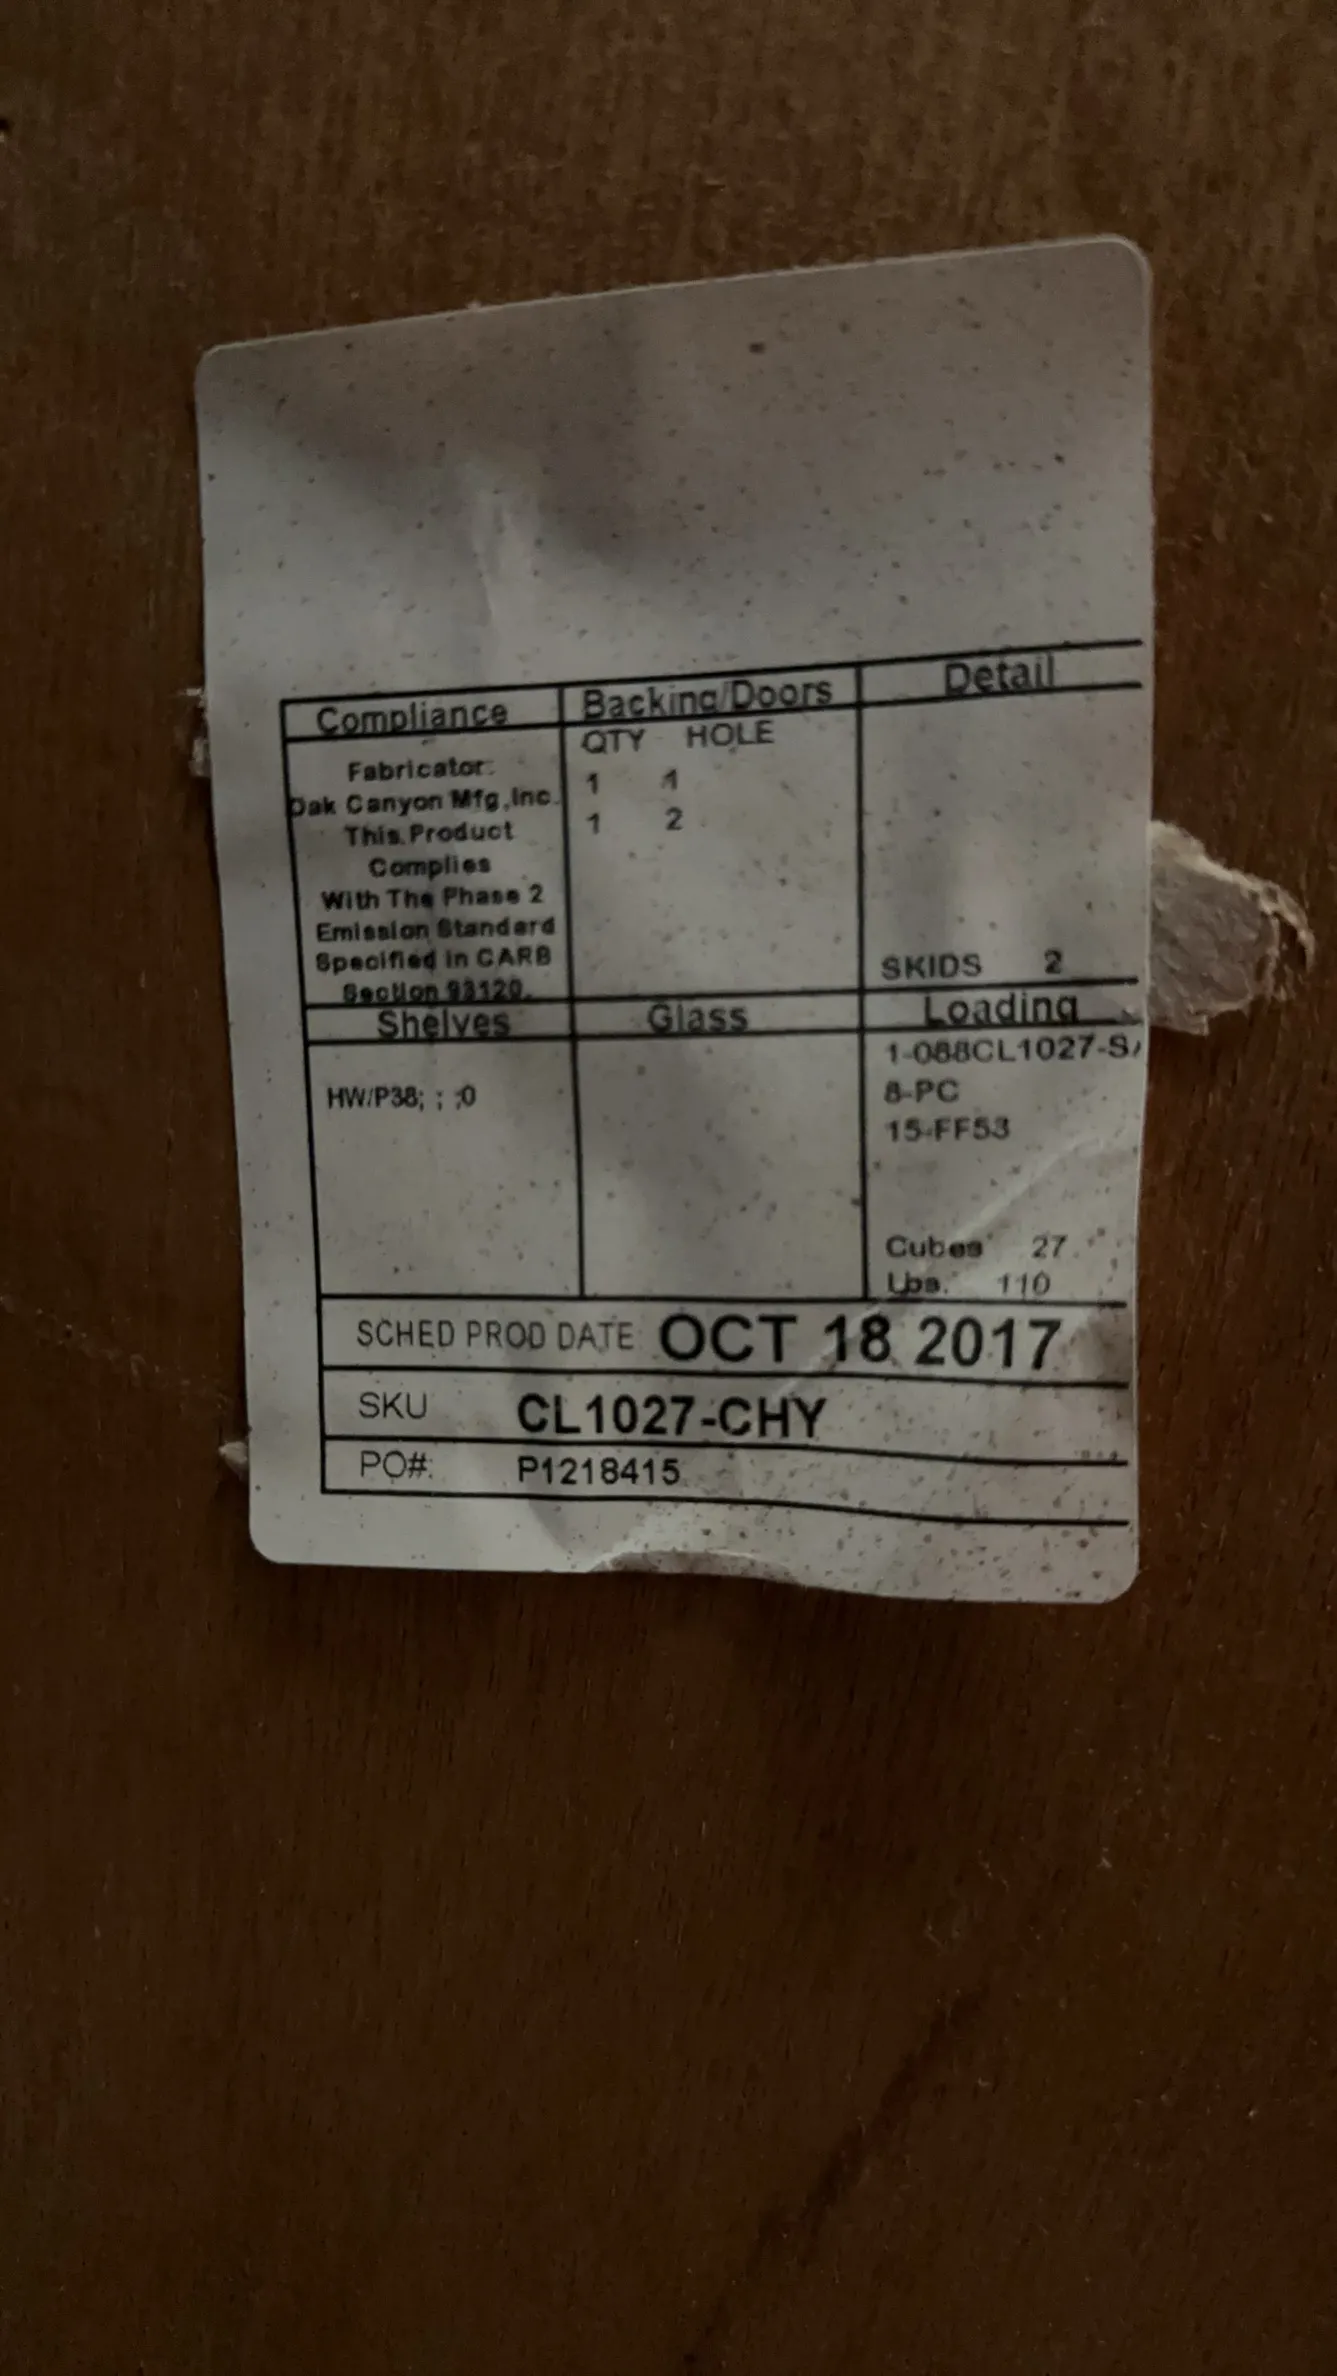 Compliance
Fabricator:
Oak Canyon Mfg.,Inc.
This Product
Complies
With The Phase 2
Emission Standard
Specified in CARB
Section 93120.
Backing/Doors
QTY HOLE
1 1
1 2
Detail
SKIDS 2
Shelves
HW/P38; ; ;0
Glass
Loading
1-088CL1027-S
8-PC
15-FF53
Cubes 27
Lbs. 110
SCHED PROD DATE: OCT 18 2017
SKU CL1027-CHY
PO#: P1218415